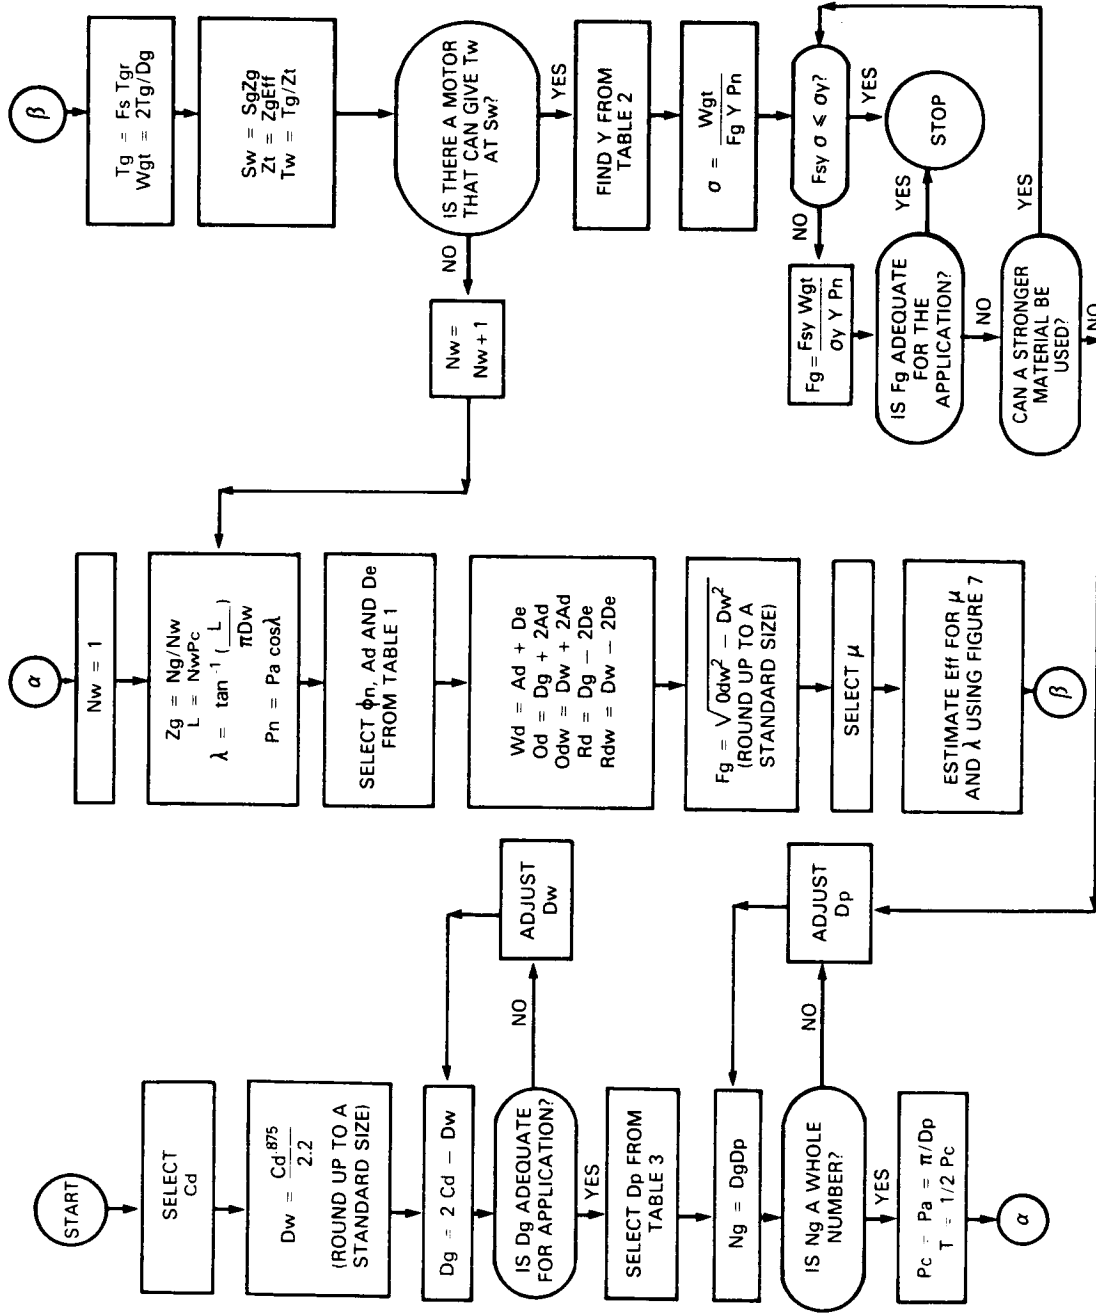 START
SELECT
Cd
Dw = Cd^.875 / 2.2
(ROUND UP TO A
STANDARD SIZE)
Dg = 2 Cd − Dw
IS Dg ADEQUATE
FOR APPLICATION?
NO
ADJUST
Dw
YES
SELECT Dp FROM
TABLE 3
Ng = DgDp
IS Ng A WHOLE
NUMBER?
NO
ADJUST
Dp
YES
Pc = Pa = π/Dp
T = 1/2 Pc
α
α
Nw = 1
Zg = Ng/Nw
L = NwPc
λ = tan⁻¹ (L / πDw)
Pn = Pa cosλ
SELECT ϕn, Ad AND De
FROM TABLE 1
Wd = Ad + De
Od = Dg + 2Ad
Odw = Dw + 2Ad
Rd = Dg − 2De
Rdw = Dw − 2De
Fg = √Odw² − Dw²
(ROUND UP TO A
STANDARD SIZE)
SELECT μ
ESTIMATE Eff FOR μ
AND λ USING FIGURE 7
β
β
Tg = Fs Tgr
Wgt = 2Tg/Dg
Sw = SgZg
Zt = ZgEff
Tw = Tg/Zt
IS THERE A MOTOR
THAT CAN GIVE Tw
AT Sw?
NO
Nw =
Nw + 1
YES
FIND Y FROM
TABLE 2
σ = Wgt / Fg Y Pn
Fsy σ ⩽ σy?
YES
STOP
NO
Fg = Fsy Wgt / σy Y Pn
IS Fg ADEQUATE
FOR THE
APPLICATION?
YES
NO
CAN A STRONGER
MATERIAL BE
USED?
YES
NO